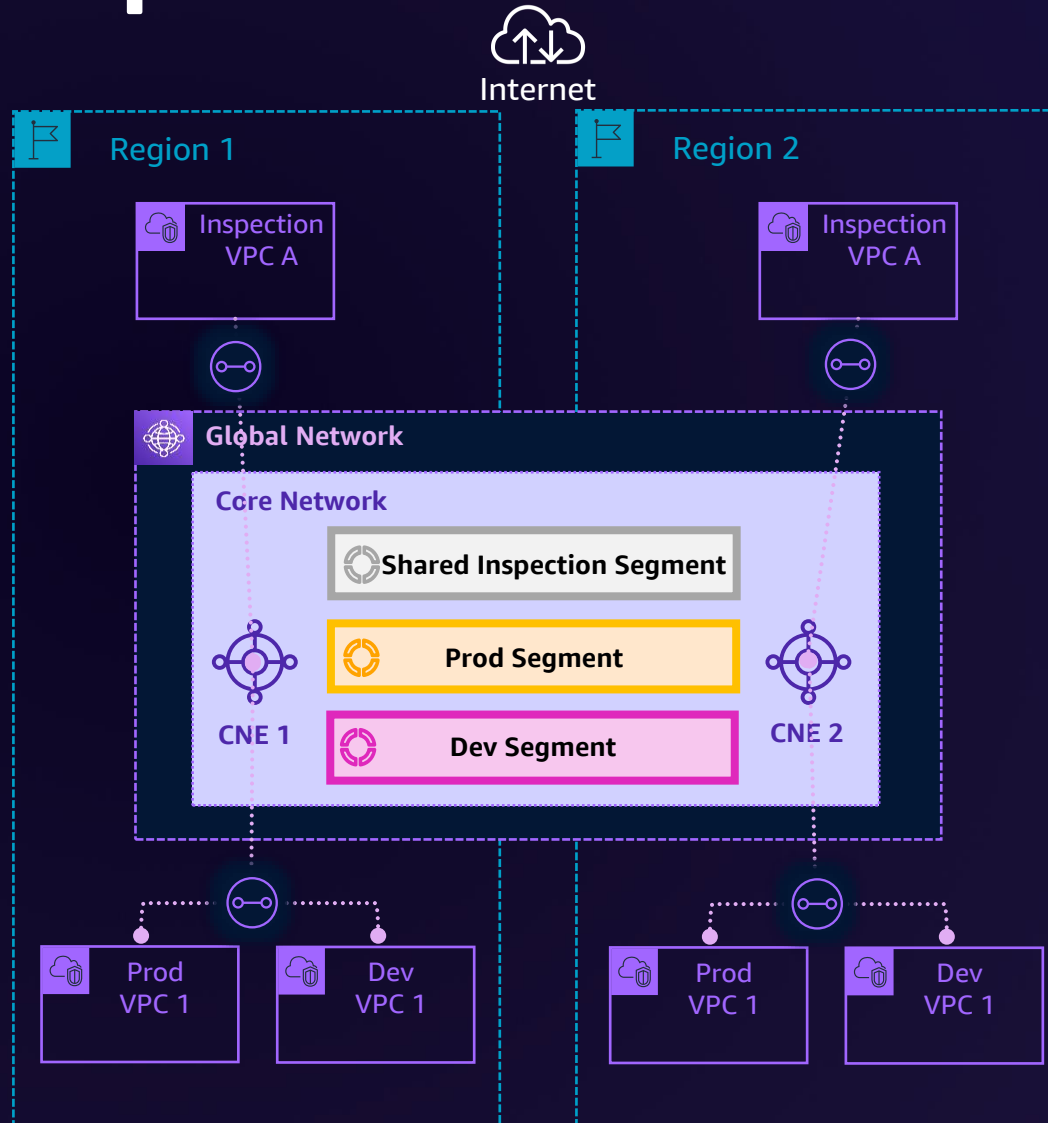 Internet
Region 1
Region 2
Inspection
VPC A
Inspection
VPC A
Global Network
Core Network
Shared Inspection Segment
Prod Segment
CNE 1
CNE 2
Dev Segment
Prod
VPC 1
Dev
VPC 1
Prod
VPC 1
Dev
VPC 1